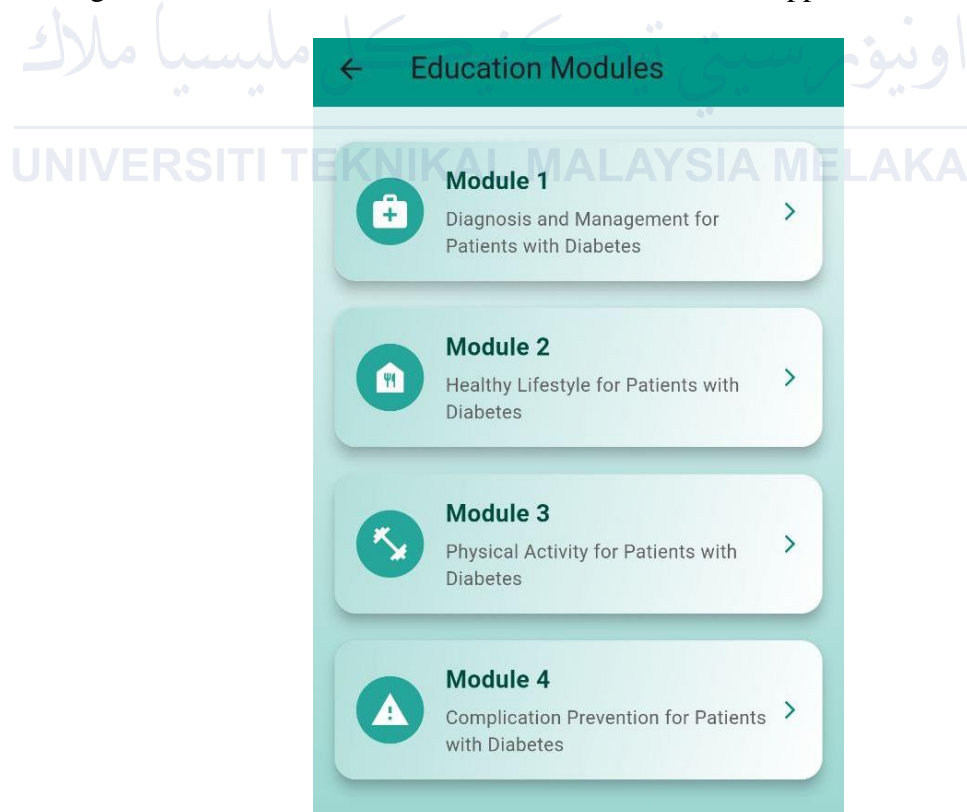 اونيۏرسيتي تيكنيكل مليسيا ملاك
← Education Modules
UNIVERSITI TEKNIKAL MALAYSIA MELAKA
Module 1
Diagnosis and Management for
Patients with Diabetes
Module 2
Healthy Lifestyle for Patients with
Diabetes
Module 3
Physical Activity for Patients with
Diabetes
Module 4
Complication Prevention for Patients
with Diabetes